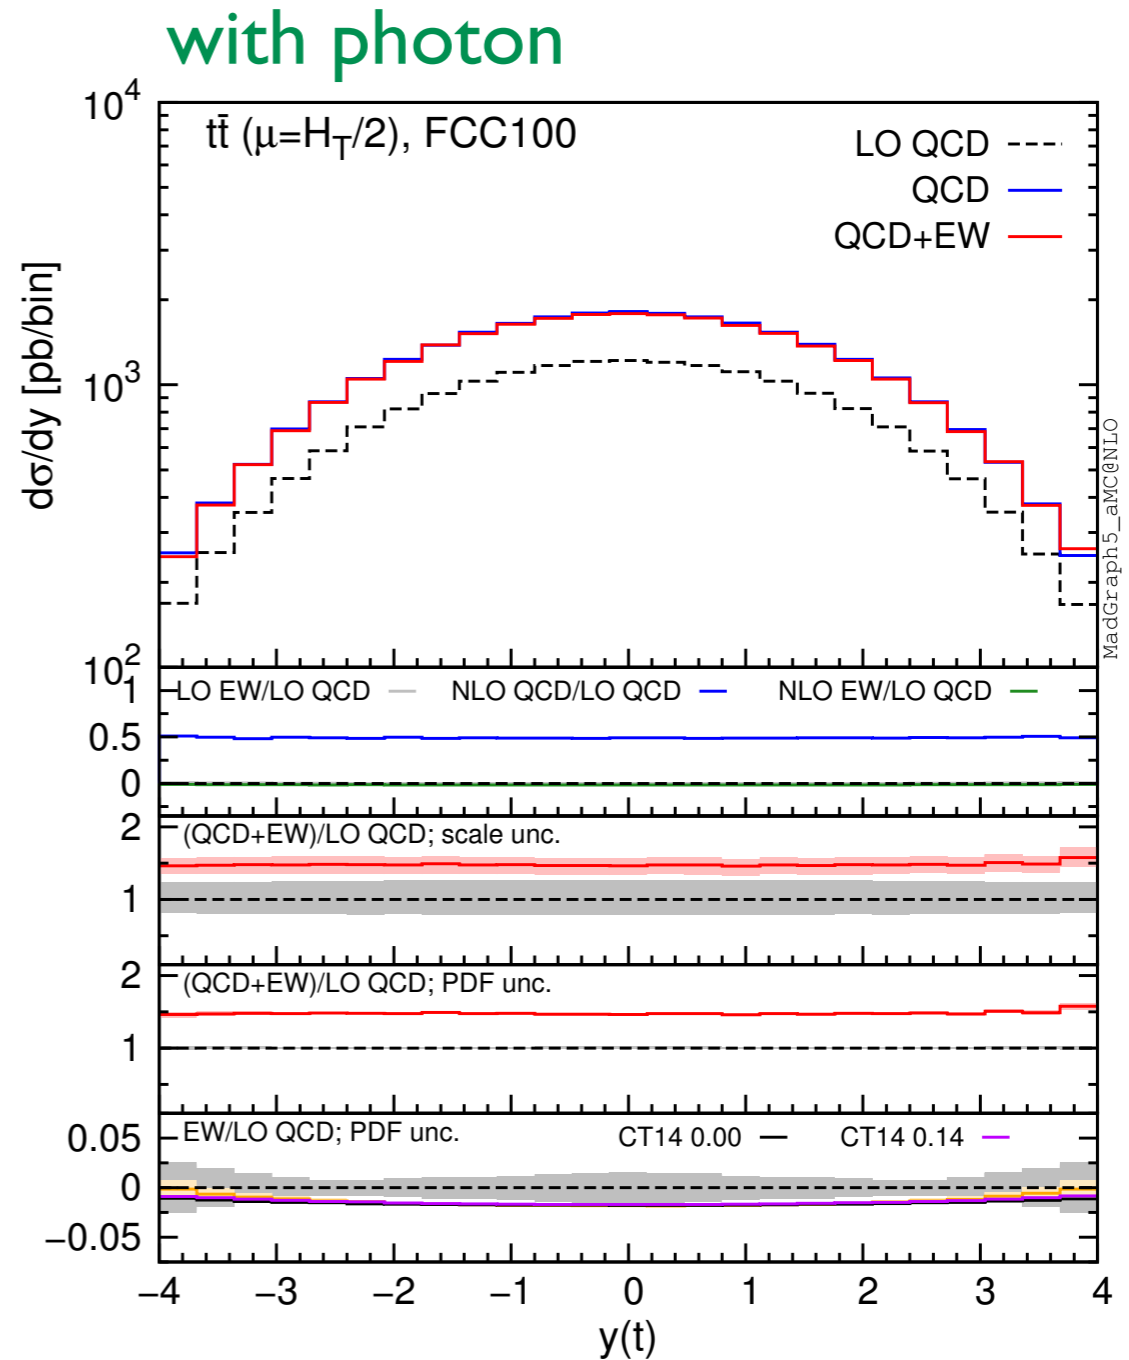 with photon
10^4
tt̄ (μ=H_T/2), FCC100
LO QCD
QCD
QCD+EW
dσ/dy [pb/bin]
10^3
MadGraph5_aMC@NLO
10^2
1
LO EW/LO QCD NLO QCD/LO QCD NLO EW/LO QCD
0.5
0
2
(QCD+EW)/LO QCD; scale unc.
1
2
(QCD+EW)/LO QCD; PDF unc.
1
0.05
EW/LO QCD; PDF unc. CT14 0.00 CT14 0.14
0
−0.05
−4 −3 −2 −1 0 1 2 3 4
y(t)